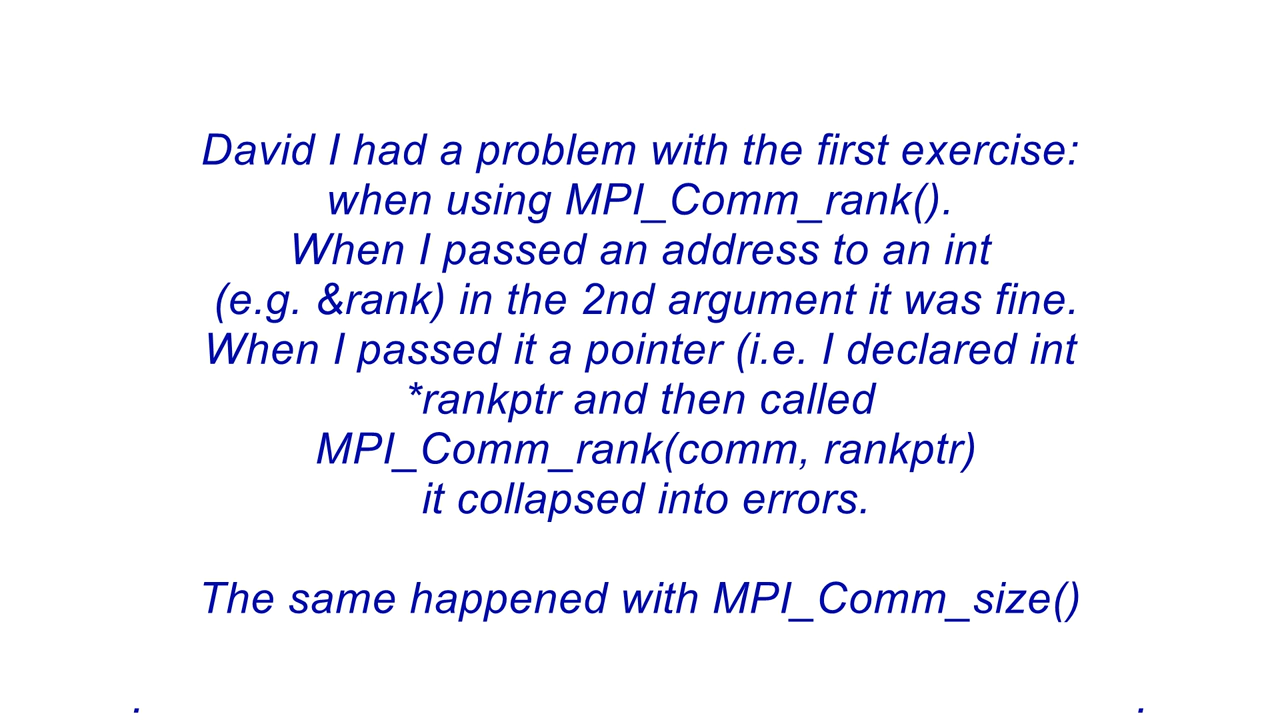 David I had a problem with the first exercise:
when using MPI_Comm_rank().
When I passed an address to an int
(e.g. &rank) in the 2nd argument it was fine.
When I passed it a pointer (i.e. I declared int
*rankptr and then called
MPI_Comm_rank(comm, rankptr)
it collapsed into errors.
The same happened with MPI_Comm_size()